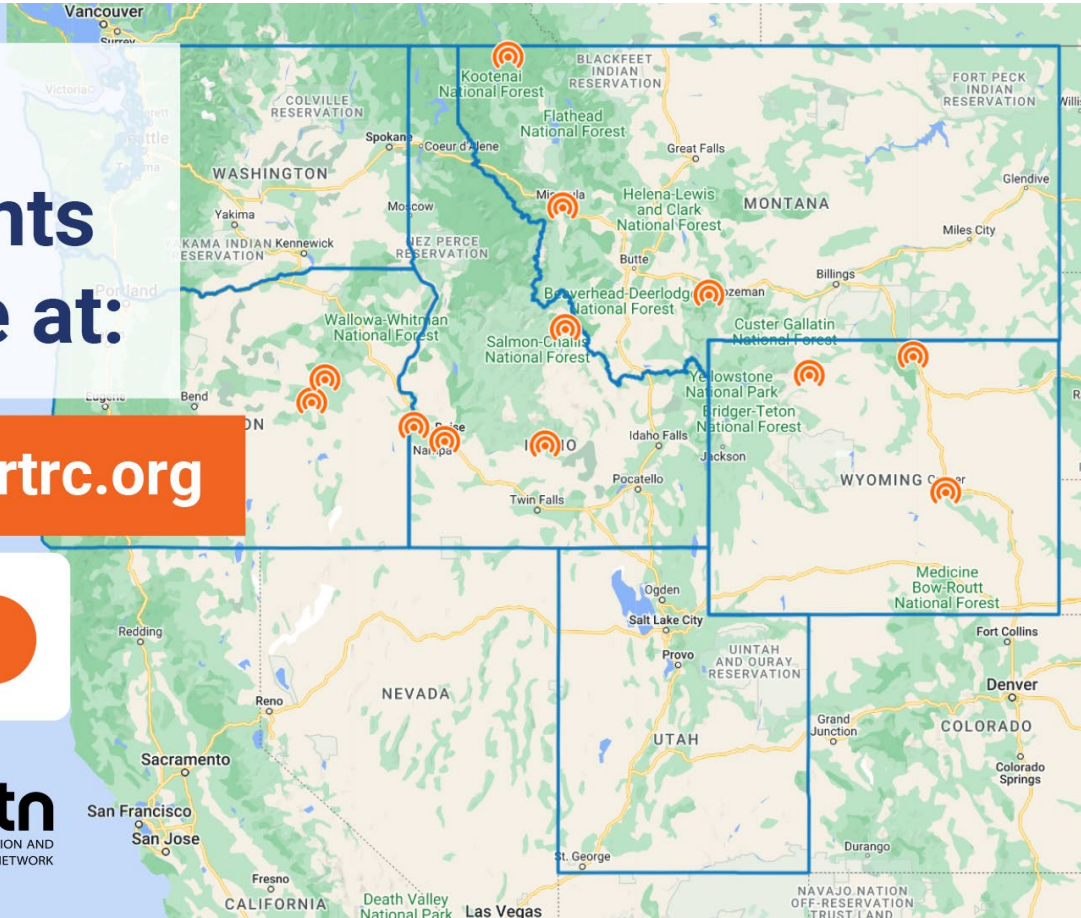 nts
e at:
rtrc.org
tn
ION AND
NETWORK
Vancouver
Surrey
Victoria
COLVILLE
RESERVATION
Spokane
Coeur d'Alene
WASHINGTON
Yakima
KAMA INDIAN
RESERVATION
Kennewick
Moscow
NEZ PERCE
RESERVATION
Portland
Wallowa-Whitman
National Forest
Eugene
Bend
ON
Kootenai
National Forest
BLACKFEET
INDIAN
RESERVATION
Flathead
National Forest
Great Falls
FORT PECK
INDIAN
RESERVATION
Willis
Glendive
Helena-Lewis
and Clark
National Forest
MONTANA
Miles City
Butte
Billings
Beaverhead-Deerlodg
National Forest
ozeman
Custer Gallatin
National Forest
Salmon-Challis
National Forest
Yellowstone
National Park
Bridger-Teton
National Forest
Jackson
Nampa
Idaho Falls
Pocatello
Twin Falls
WYOMING
Medicine
Bow-Routt
National Forest
Ogden
Salt Lake City
Provo
UINTAH
AND OURAY
RESERVATION
UTAH
St. George
Fort Collins
Denver
Grand
Junction
COLORADO
Colorado
Springs
Durango
NAVAJO NATION
OFF-RESERVATION
TRUST LAND
Redding
Reno
NEVADA
Sacramento
San Francisco
San Jose
Fresno
CALIFORNIA
Death Valley
National Park
Las Vegas